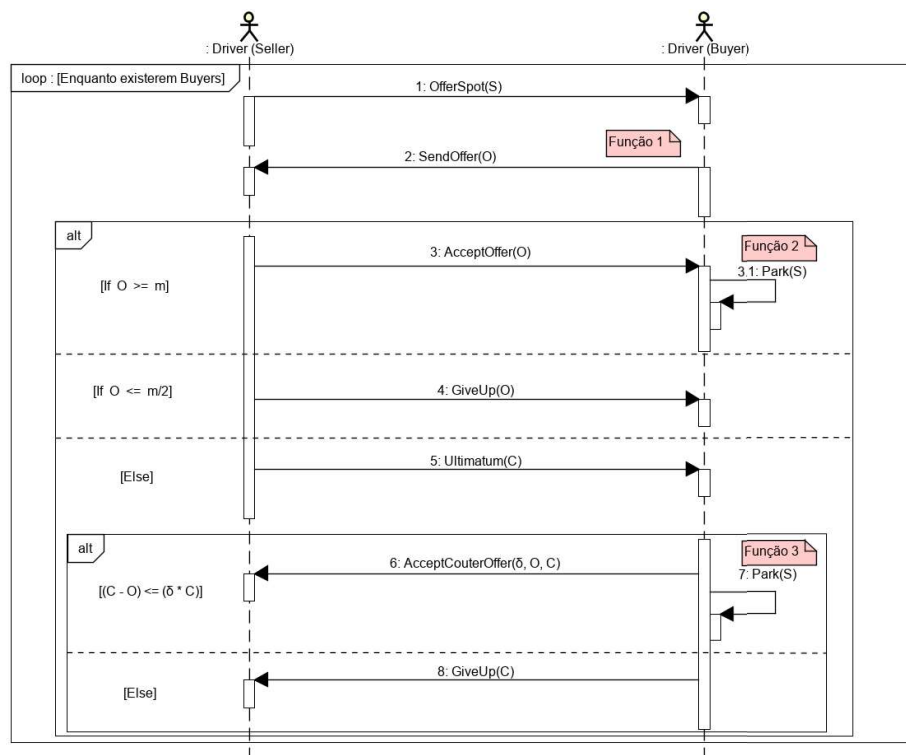 : Driver (Seller)
: Driver (Buyer)
loop : [Enquanto existerem Buyers]
1: OfferSpot(S)
Função 1
2: SendOffer(O)
alt
3: AcceptOffer(O)
Função 2
3.1: Park(S)
[If O >= m]
[If O <= m/2]
4: GiveUp(O)
5: Ultimatum(C)
[Else]
alt
Função 3
6: AcceptCouterOffer(δ, O, C)
7: Park(S)
[(C - O) <= (δ * C)]
8: GiveUp(C)
[Else]